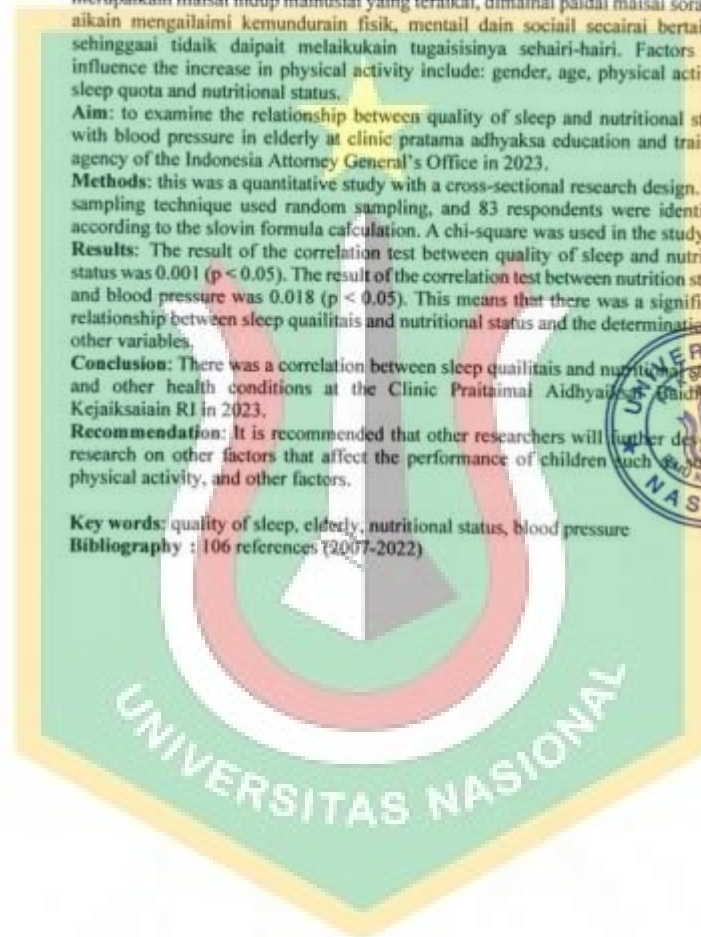 aikain mengailaimi kemundurain fisik, mentail dain sociail secairai bertai
sehinggaai tidaik daipait melaikukain tugaisisinya sehairi-hairi. Factors
influence the increase in physical activity include: gender, age, physical acti
sleep quota and nutritional status.
Aim: to examine the relationship between quality of sleep and nutritional st
with blood pressure in elderly at clinic pratama adhyaksa education and trai
agency of the Indonesia Attorney General's Office in 2023.
Methods: this was a quantitative study with a cross-sectional research design.
sampling technique used random sampling, and 83 respondents were identi
according to the slovin formula calculation. A chi-square was used in the study
Results: The result of the correlation test between quality of sleep and nutri
status was 0.001 (p < 0.05). The result of the correlation test between nutrition st
and blood pressure was 0.018 (p < 0.05). This means that there was a signifi
relationship between sleep quailitais and nutritional status and the determinati
other variables.
Conclusion: There was a correlation between sleep quailitais and nutritional st
and other health conditions at the Clinic Praitaimai
Kejaiksaiain RI in 2023.
Recommendation: It is recommended that other researchers will further dev
research on other factors that affect the performance of children such
physical activity, and other factors.
Key words: quality of sleep, elderly, nutritional status, blood pressure
Bibliography : 106 references (2007-2022)
UNIVER
NAS
UNIVERSITAS NASIONAL